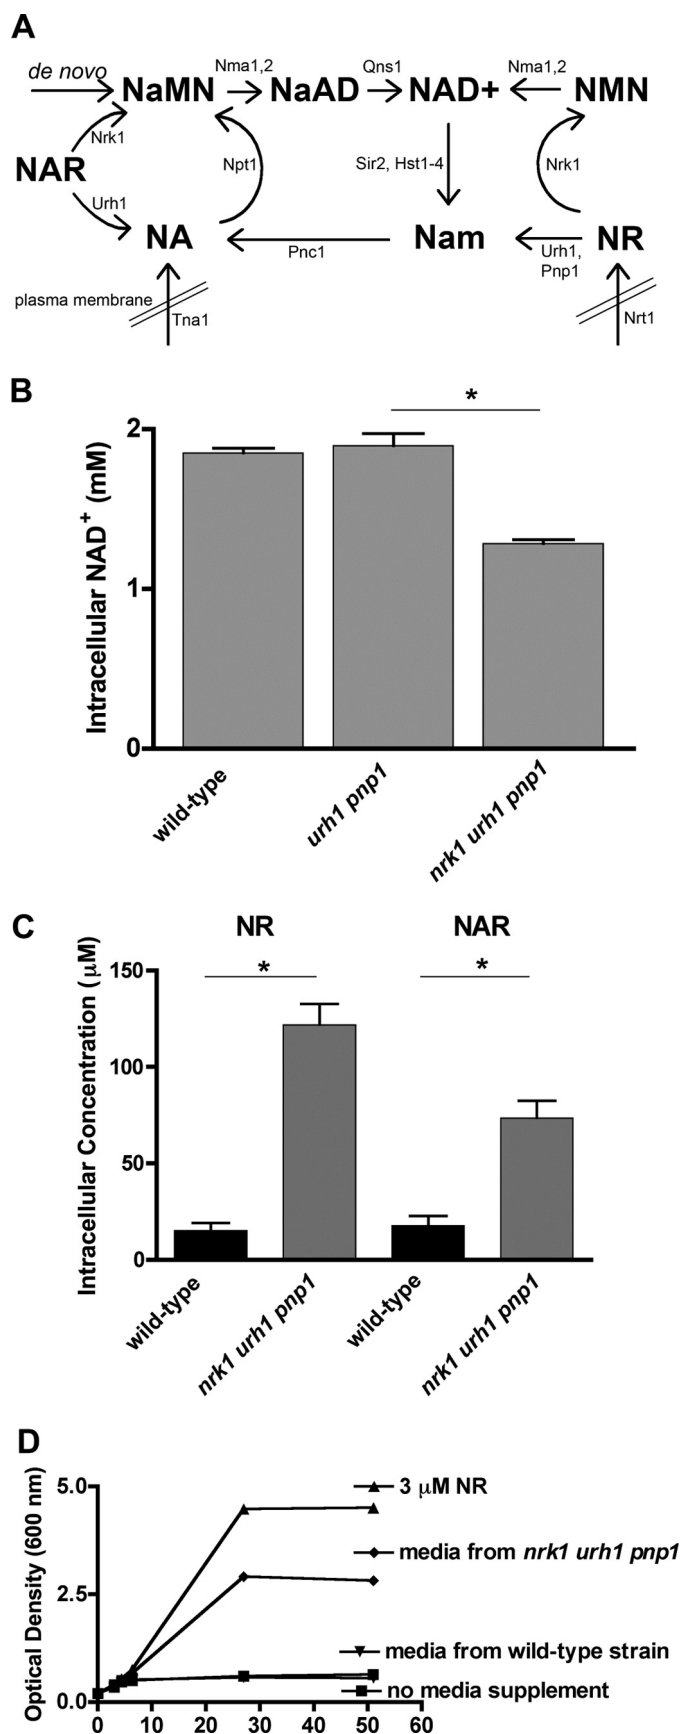 A
de novo
NaMN
Nma1,2
NaAD
Qns1
NAD+
Nma1,2
NMN
Nrk1
NAR
Npt1
Sir2, Hst1-4
Nrk1
Urh1
NA
Pnc1
Nam
Urh1,
Pnp1
NR
plasma membrane
Tna1
Nrt1
B
Intracellular NAD+ (mM)
2
1
0
*
wild-type
urh1 pnp1
nrk1 urh1 pnp1
C
NR
NAR
Intracellular Concentration (μM)
150
100
50
0
*
*
wild-type
nrk1 urh1 pnp1
wild-type
nrk1 urh1 pnp1
D
Optical Density (600 nm)
5.0
2.5
0.0
3 μM NR
media from nrk1 urh1 pnp1
media from wild-type strain
no media supplement
0 10 20 30 40 50 60